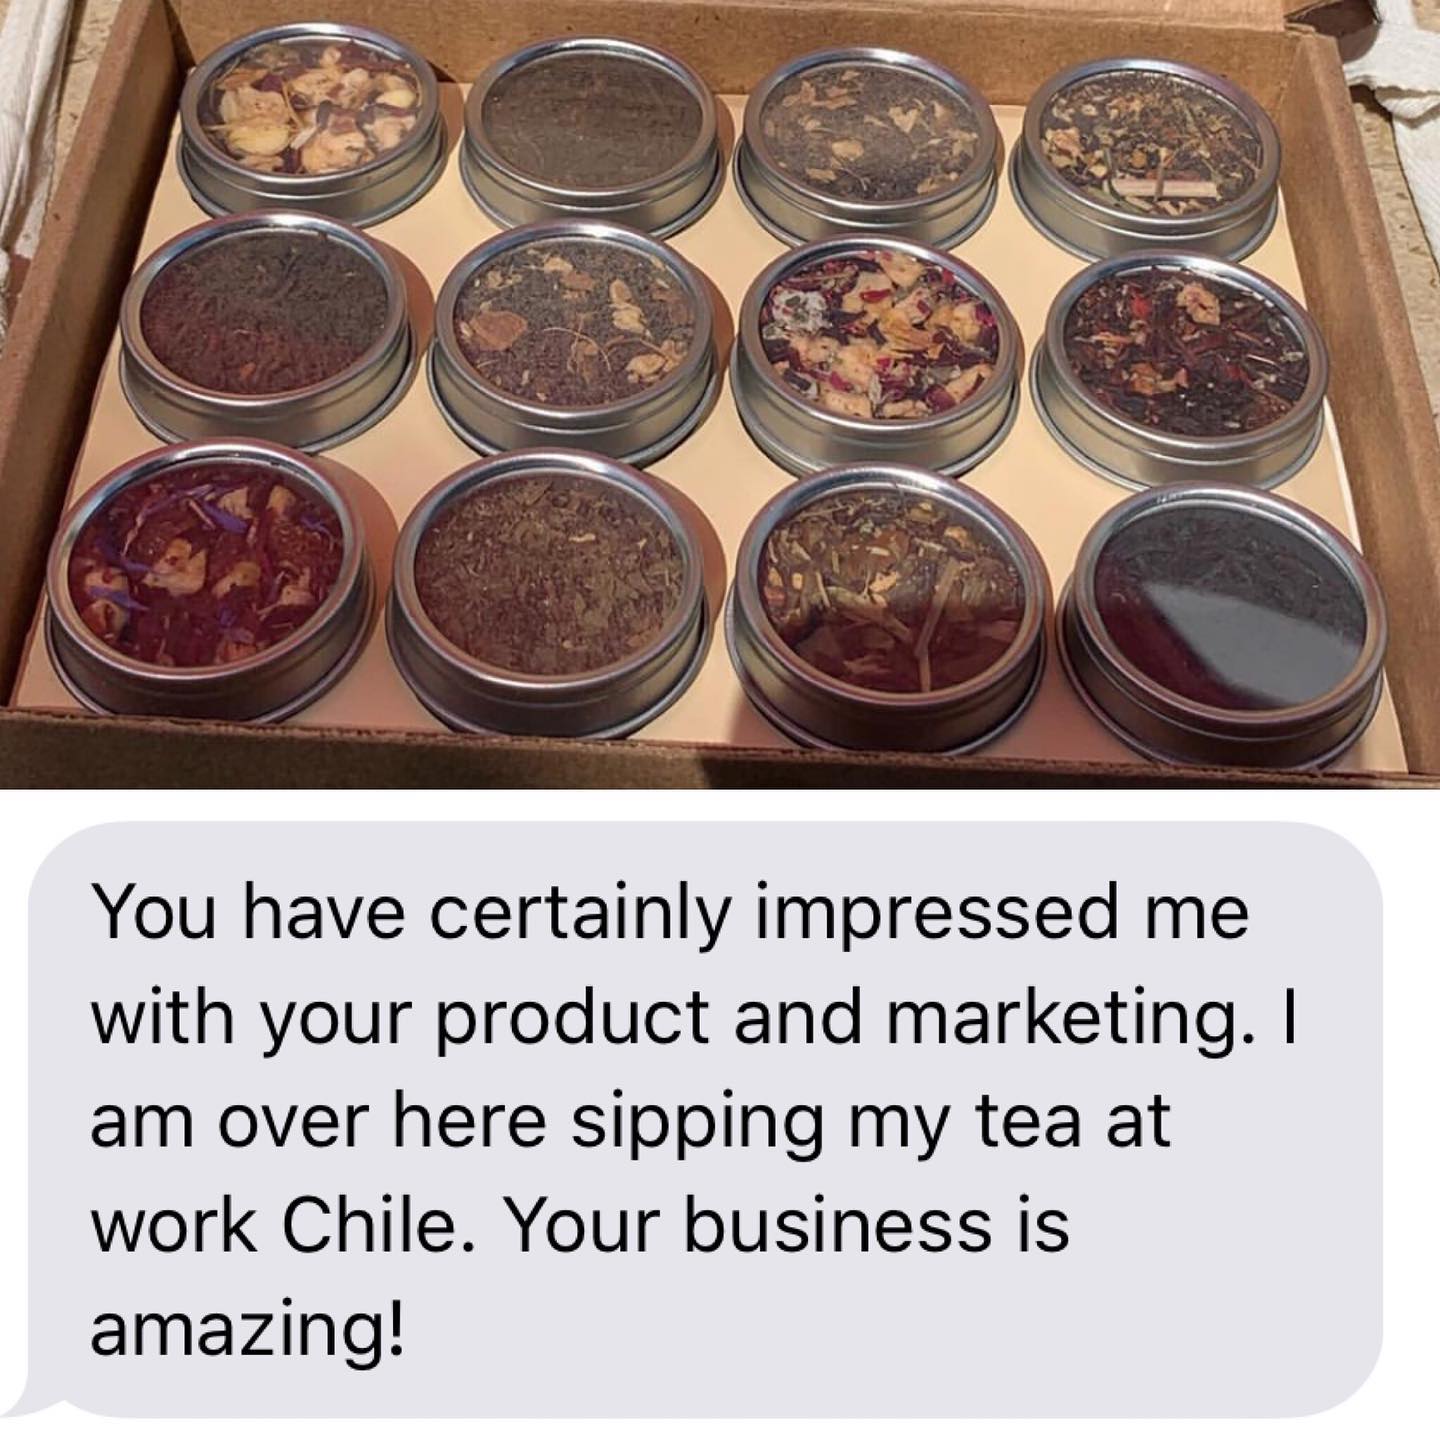 You have certainly impressed me
with your product and marketing. I
am over here sipping my tea at
work Chile. Your business is
amazing!